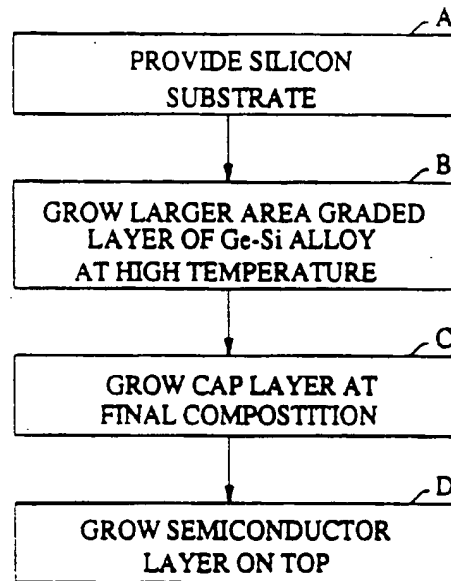 A
PROVIDE SILICON
SUBSTRATE
B
GROW LARGER AREA GRADED
LAYER OF Ge-Si ALLOY
AT HIGH TEMPERATURE
C
GROW CAP LAYER AT
FINAL COMPOSTITION
D
GROW SEMICONDUCTOR
LAYER ON TOP